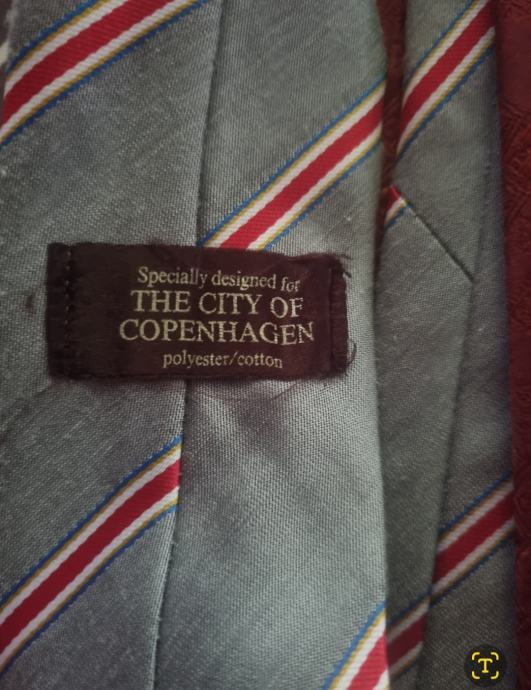 Specially designed for
THE CITY OF
COPENHAGEN
polyester/cotton